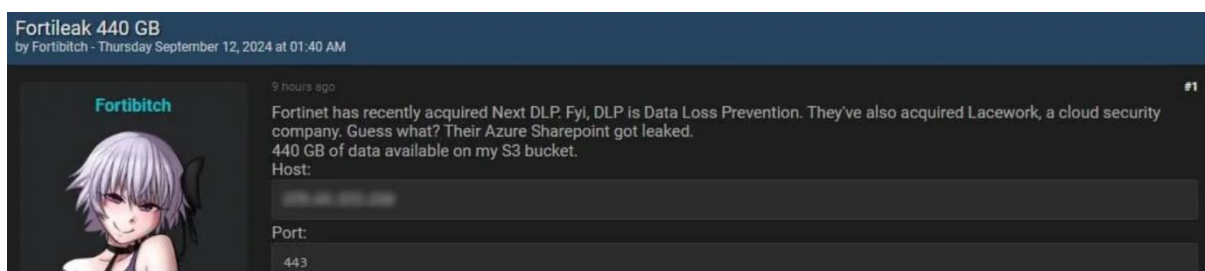 Fortileak 440 GB
by Fortibitch - Thursday September 12, 2024 at 01:40 AM
Fortibitch
9 hours ago
#1
Fortinet has recently acquired Next DLP. Fyi, DLP is Data Loss Prevention. They've also acquired Lacework, a cloud security
company. Guess what? Their Azure Sharepoint got leaked.
440 GB of data available on my S3 bucket.
Host:
Port:
443